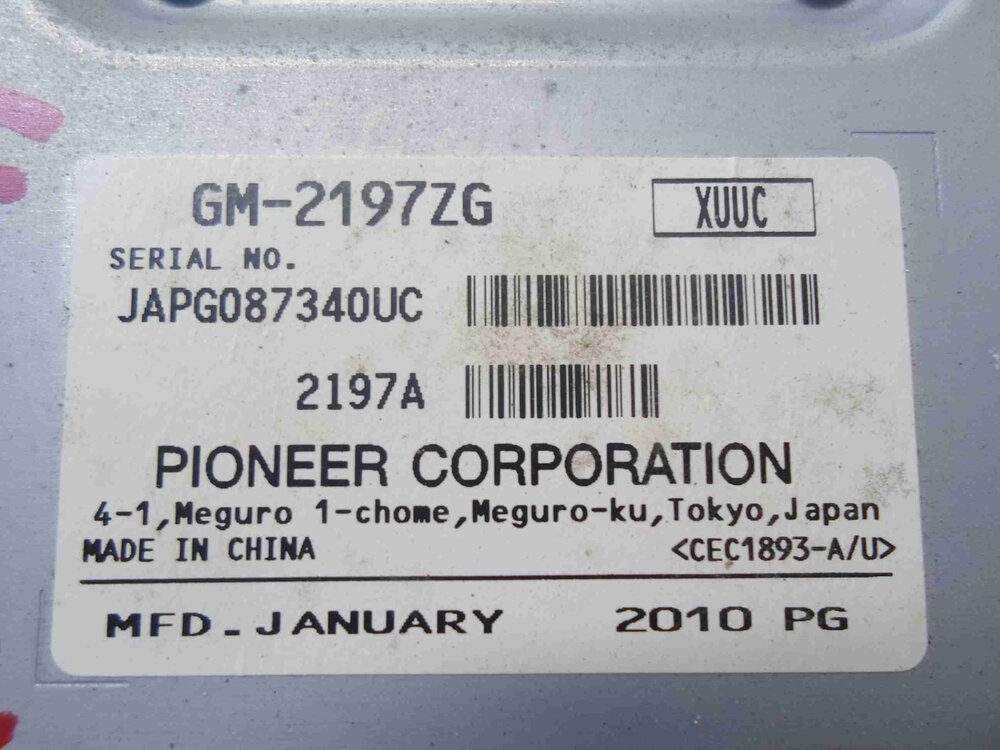 GM-2197ZG
XUUC
SERIAL NO.
JAPG087340UC
2197A
PIONEER CORPORATION
4-1,Meguro 1-chome,Meguro-ku,Tokyo,Japan
MADE IN CHINA <CEC1893-A/U>
MFD. JANUARY 2010 PG